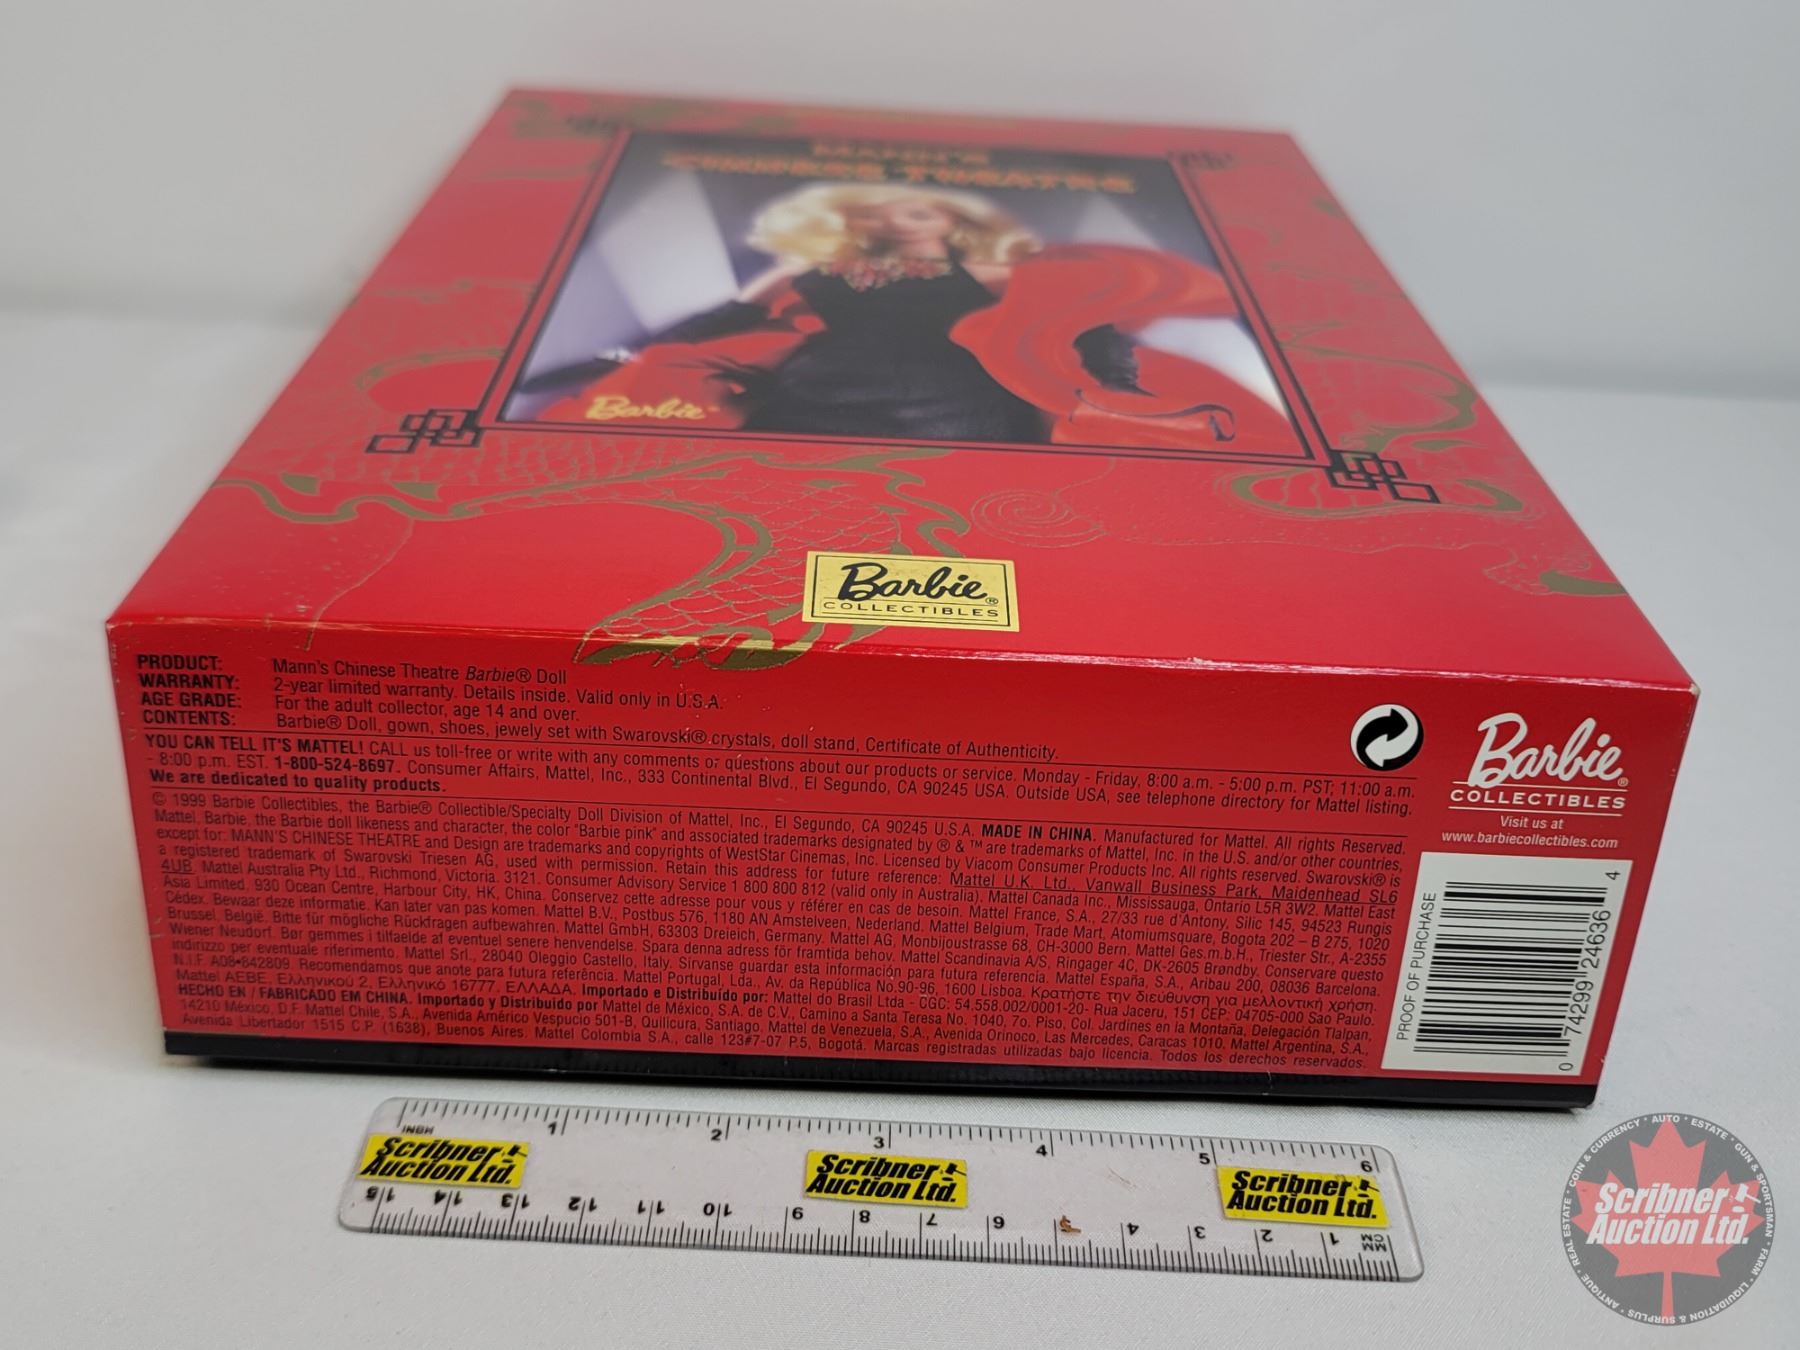 MANN'S
CHINESE THEATRE
Barbie
Barbie®
COLLECTIBLES
PRODUCT: Mann's Chinese Theatre Barbie® Doll
WARRANTY: 2-year limited warranty. Details inside. Valid only in U.S.A.
AGE GRADE: For the adult collector, age 14 and over.
CONTENTS: Barbie® Doll, gown, shoes, jewely set with Swarovski® crystals, doll stand, Certificate of Authenticity.
YOU CAN TELL IT'S MATTEL! CALL us toll-free or write with any comments or questions about our products or service. Monday - Friday, 8:00 a.m. - 5:00 p.m. PST; 11:00 a.m.
- 8:00 p.m. EST. 1-800-524-8697. Consumer Affairs, Mattel, Inc., 333 Continental Blvd., El Segundo, CA 90245 USA. Outside USA, see telephone directory for Mattel listing.
We are dedicated to quality products.
© 1999 Barbie Collectibles, the Barbie® Collectible/Specialty Doll Division of Mattel, Inc., El Segundo, CA 90245 U.S.A. MADE IN CHINA. Manufactured for Mattel. All rights Reserved.
Mattel, Barbie, the Barbie doll likeness and character, the color "Barbie pink" and associated trademarks designated by ® & ™ are trademarks of Mattel, Inc. in the U.S. and/or other countries,
except for: MANN'S CHINESE THEATRE and Design are trademarks and copyrights of WestStar Cinemas, Inc. Licensed by Viacom Consumer Products Inc. All rights reserved. Swarovski® is
a registered trademark of Swarovski Triesen AG, used with permission. Retain this address for future reference: Mattel U.K. Ltd., Vanwall Business Park, Maidenhead SL6
4UB. Mattel Australia Pty Ltd., Richmond, Victoria. 3121. Consumer Advisory Service 1 800 800 812 (valid only in Australia). Mattel Canada Inc., Mississauga, Ontario L5R 3W2. Mattel East
Asia Limited, 930 Ocean Centre, Harbour City, HK, China. Conservez cette adresse pour vous y référer en cas de besoin. Mattel France, S.A., 27/33 rue d'Antony, Silic 145, 94523 Rungis
Cédex. Bewaar deze informatie. Kan later van pas komen. Mattel B.V., Postbus 576, 1180 AN Amstelveen, Nederland. Mattel Belgium, Trade Mart, Atomiumsquare, Bogota 202 – B 275, 1020
Brussel, België. Bitte für mögliche Rückfragen aufbewahren. Mattel GmbH, 63303 Dreieich, Germany. Mattel AG, Monbijoustrasse 68, CH-3000 Bern. Mattel Ges.m.b.H., Triester Str., A-2355
Wiener Neudorf. Bør gemmes i tilfaelde af eventuel senere henvendelse. Spara denna adress för framtida behov. Mattel Scandinavia A/S, Ringager 4C, DK-2605 Brøndby. Conservare questo
indirizzo per eventuale riferimento. Mattel Srl., 28040 Oleggio Castello, Italy. Sirvanse guardar esta información para futura referencia. Mattel España, S.A., Aribau 200, 08036 Barcelona.
N.I.F. A08-842809. Recomendamos que anote para futura referência. Mattel Portugal, Lda., Av. da República No.90-96, 1600 Lisboa. Κρατήστε την διεύθυνση για μελλοντική χρήση.
Mattel AEBE, Ελληνικού 2, Ελληνικό 16777, ΕΛΛΑΔΑ. Importado e Distribuído por: Mattel do Brasil Ltda - CGC: 54.558.002/0001-20- Rua Jaceru, 151 CEP: 04705-000 Sao Paulo.
HECHO EN / FABRICADO EM CHINA. Importado y Distribuido por Mattel de México, S.A. de C.V., Camino a Santa Teresa No. 1040, 7o. Piso, Col. Jardines en la Montaña, Delegación Tlalpan,
14210 México, D.F. Mattel Chile, S.A., Avenida Américo Vespucio 501-B, Quilicura, Santiago. Mattel de Venezuela, S.A., Avenida Orinoco, Las Mercedes, Caracas 1010. Mattel Argentina, S.A.,
Avenida Libertador 1515 C.P. (1638), Buenos Aires. Mattel Colombia S.A., calle 123#7-07 P.5, Bogotá. Marcas registradas utilizadas bajo licencia. Todos los derechos reservados.
Barbie®
COLLECTIBLES
Visit us at
www.barbiecollectibles.com
PROOF OF PURCHASE
0 74299 24636 4
INCH 1 2 3 4 5 6
Scribner Auction Ltd.
Scribner Auction Ltd.
Scribner Auction Ltd.
15 14 13 12 11 10 9 8 7 6 5 4 3 2 1 MM CM
Scribner
Auction Ltd.
ANTIQUE · REAL ESTATE · COIN & CURRENCY · AUTO · ESTATE · GUN & SPORTSMAN · FARM · LIQUIDATION & SURPLUS